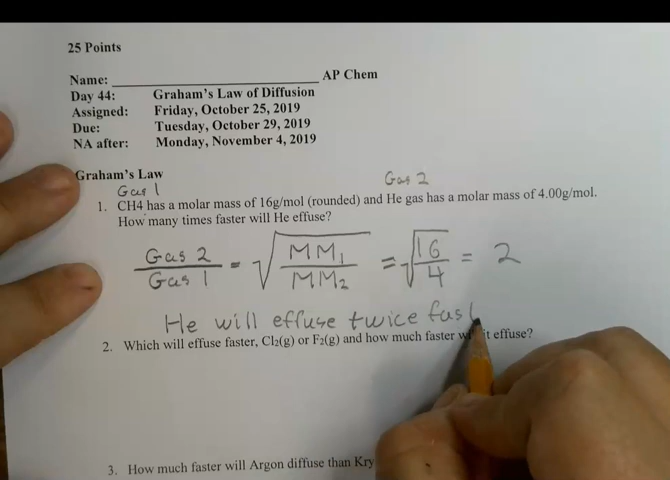 25 Points
Name: ____________________ AP Chem
Day 44: Graham's Law of Diffusion
Assigned: Friday, October 25, 2019
Due: Tuesday, October 29, 2019
NA after: Monday, November 4, 2019
Graham's Law
Gas 1 Gas 2
1. CH4 has a molar mass of 16g/mol (rounded) and He gas has a molar mass of 4.00g/mol.
How many times faster will He effuse?
Gas 2 / Gas 1 = √(MM₁ / MM₂) = √(16 / 4) = 2
He will effuse twice fas
2. Which will effuse faster, Cl₂(g) or F₂(g) and how much faster it effuse?
3. How much faster will Argon diffuse than